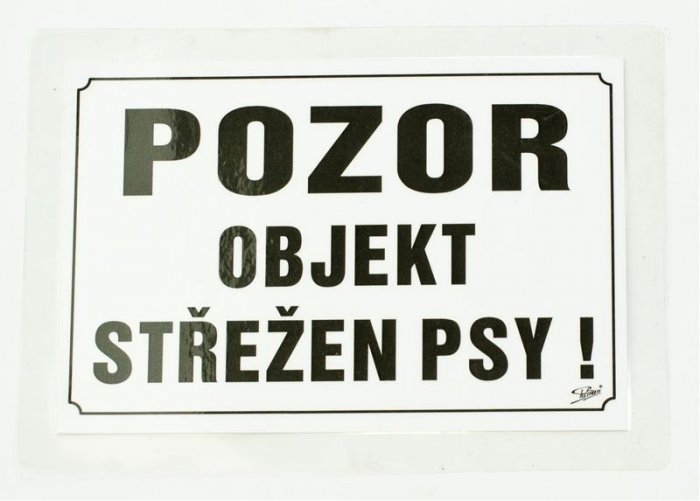 POZOR
OBJEKT
STŘEŽEN PSY !